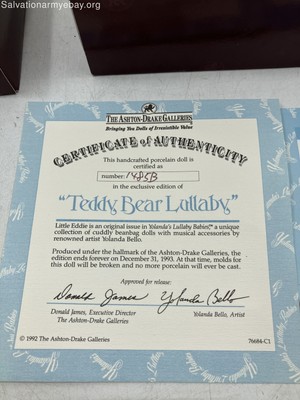 Salvationarmyebay.org
THE ASHTON-DRAKE GALLERIES
Bringing You Dolls of Irresistible Value
CERTIFICATE of AUTHENTICITY
This handcrafted porcelain doll is
certified as
number: 1485B
in the exclusive edition of
"Teddy Bear Lullaby"
"Little Eddie is an original issue in Yolanda's Lullaby Babies,™ a unique
collection of cuddly beanbag dolls with musical accessories by
renowned artist Yolanda Bello.
Produced under the hallmark of the Ashton-Drake Galleries, the
edition ends forever on December 31, 1993. At that time, molds for
this doll will be broken and no more porcelain will ever be cast.
Approved for release:
Donald James Yolanda Bello
Donald James, Executive Director Yolanda Bello, Artist
The Ashton-Drake Galleries
© 1992 The Ashton-Drake Galleries 76684-C1